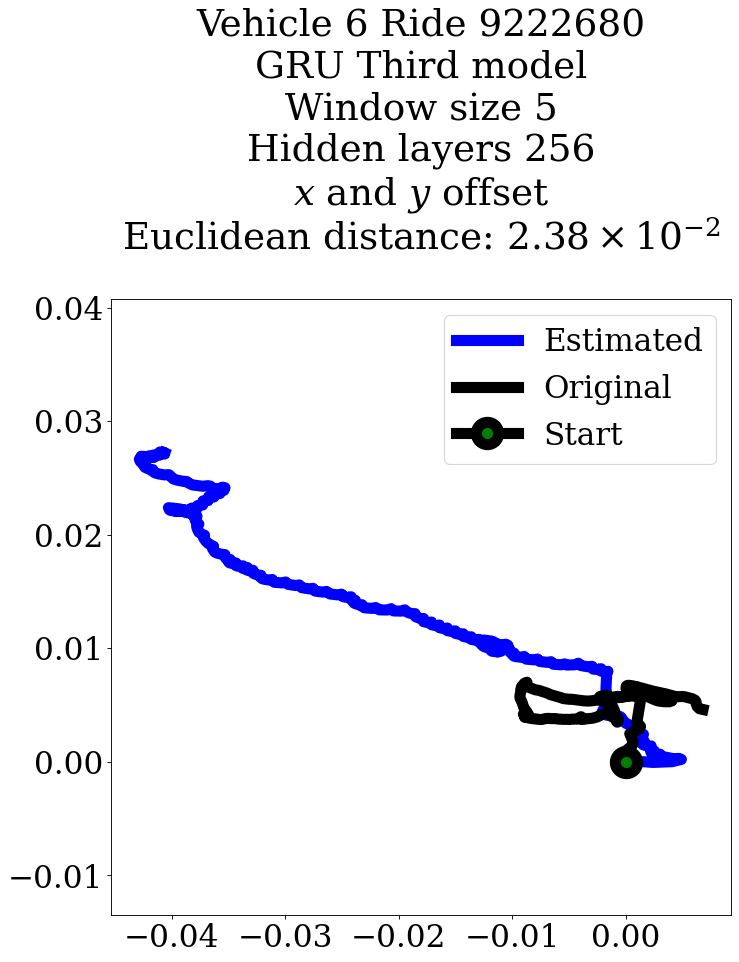 Vehicle 6 Ride 9222680
GRU Third model
Window size 5
Hidden layers 256
x and y offset
Euclidean distance: 2.38 × 10⁻²
Estimated
Original
Start
0.04
0.03
0.02
0.01
0.00
−0.01
−0.04 −0.03 −0.02 −0.01 0.00